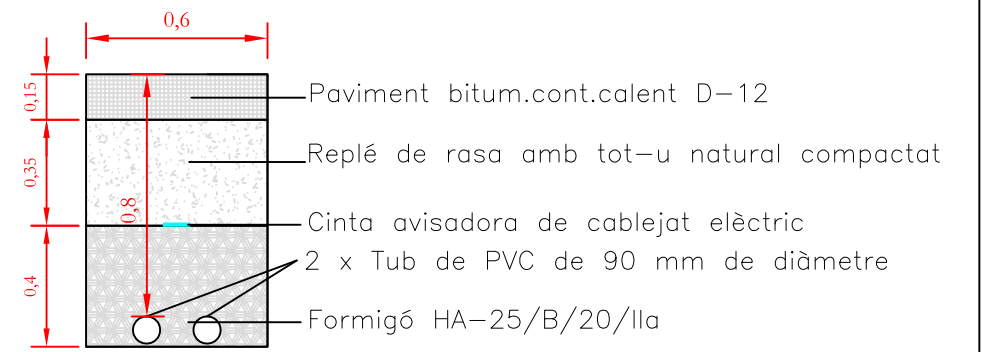 0,6
0,15
Paviment bitum.cont.calent D-12
0,35
Replé de rasa amb tot-u natural compactat
0,8
Cinta avisadora de cablejat elèctric
2 x Tub de PVC de 90 mm de diàmetre
0,4
Formigó HA-25/B/20/IIa